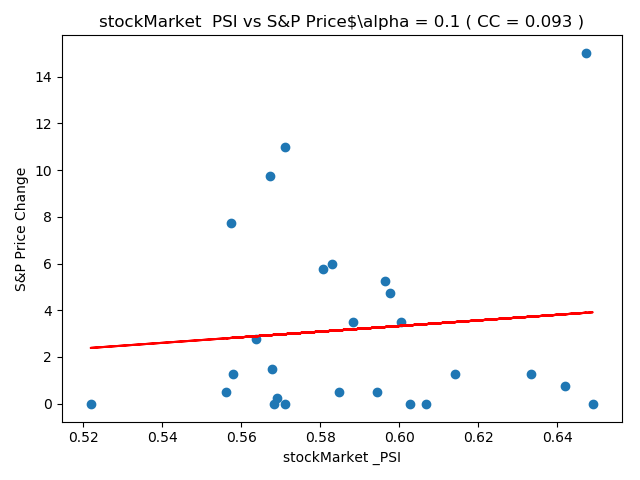 stockMarket  PSI vs S&P Price$\alpha = 0.1 ( CC = 0.093 )
S&P Price Change
14
12
10
8
6
4
2
0
0.52 0.54 0.56 0.58 0.60 0.62 0.64
stockMarket _PSI